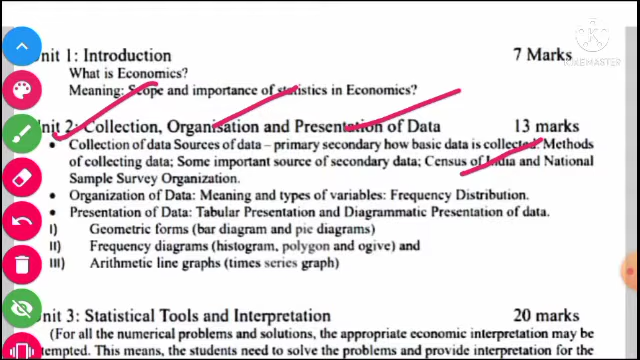 Unit 1: Introduction 7 Marks
What is Economics?
Meaning: Scope and importance of statistics in Economics?
Unit 2: Collection, Organisation and Presentation of Data 13 marks
• Collection of data Sources of data – primary secondary how basic data is collected. Methods
of collecting data; Some important source of secondary data; Census of India and National
Sample Survey Organization.
• Organization of Data: Meaning and types of variables: Frequency Distribution.
• Presentation of Data: Tabular Presentation and Diagrammatic Presentation of data.
I) Geometric forms (bar diagram and pie diagrams)
II) Frequency diagrams (histogram, polygon and ogive) and
III) Arithmetic line graphs (times series graph)
Unit 3: Statistical Tools and Interpretation 20 marks
(For all the numerical problems and solutions, the appropriate economic interpretation may be
attempted. This means, the students need to solve the problems and provide interpretation for the
KINEMASTER